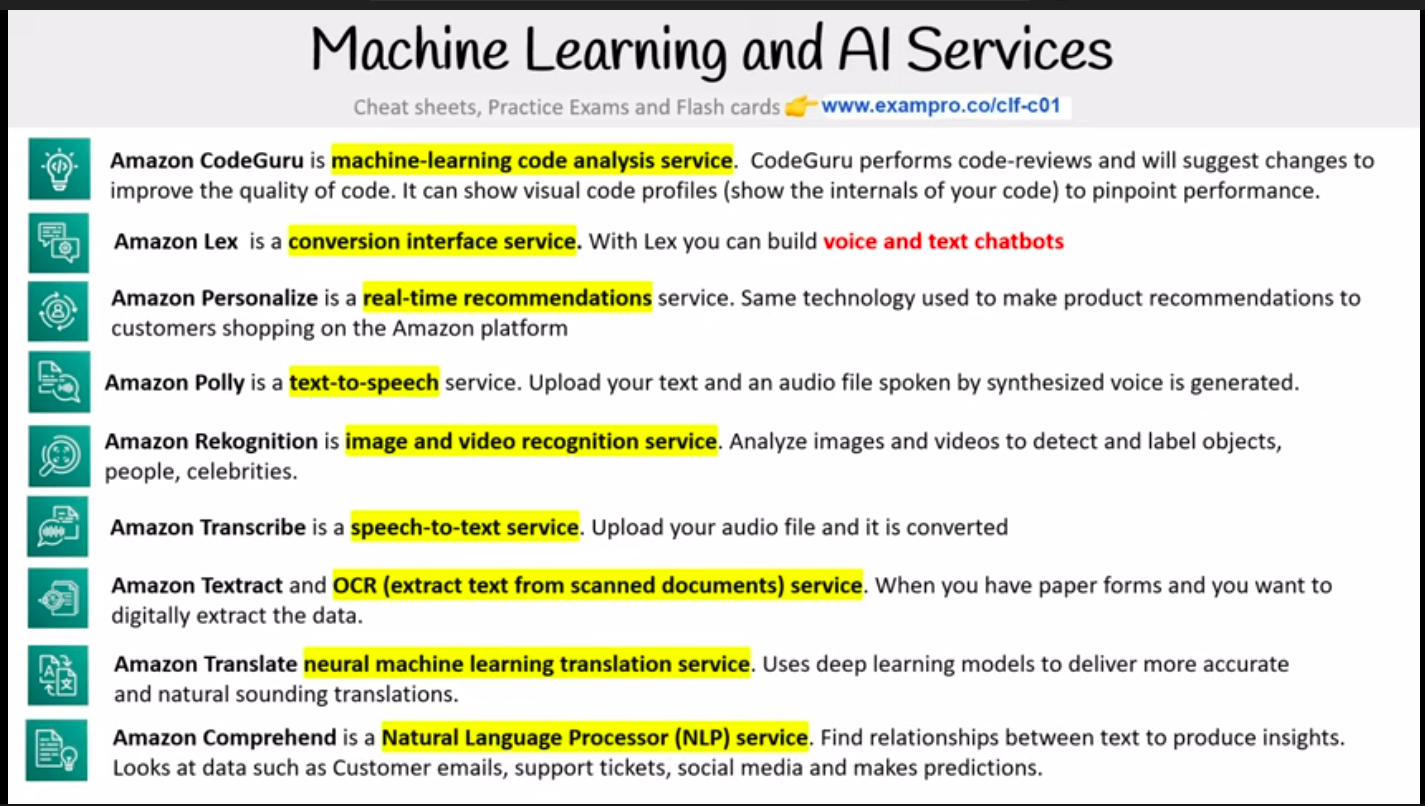 Machine Learning and AI Services
Cheat sheets, Practice Exams and Flash cards 👉 www.exampro.co/clf-c01
Amazon CodeGuru is machine-learning code analysis service. CodeGuru performs code-reviews and will suggest changes to
improve the quality of code. It can show visual code profiles (show the internals of your code) to pinpoint performance.
Amazon Lex is a conversion interface service. With Lex you can build voice and text chatbots
Amazon Personalize is a real-time recommendations service. Same technology used to make product recommendations to
customers shopping on the Amazon platform
Amazon Polly is a text-to-speech service. Upload your text and an audio file spoken by synthesized voice is generated.
Amazon Rekognition is image and video recognition service. Analyze images and videos to detect and label objects,
people, celebrities.
Amazon Transcribe is a speech-to-text service. Upload your audio file and it is converted
Amazon Textract and OCR (extract text from scanned documents) service. When you have paper forms and you want to
digitally extract the data.
Amazon Translate neural machine learning translation service. Uses deep learning models to deliver more accurate
and natural sounding translations.
Amazon Comprehend is a Natural Language Processor (NLP) service. Find relationships between text to produce insights.
Looks at data such as Customer emails, support tickets, social media and makes predictions.